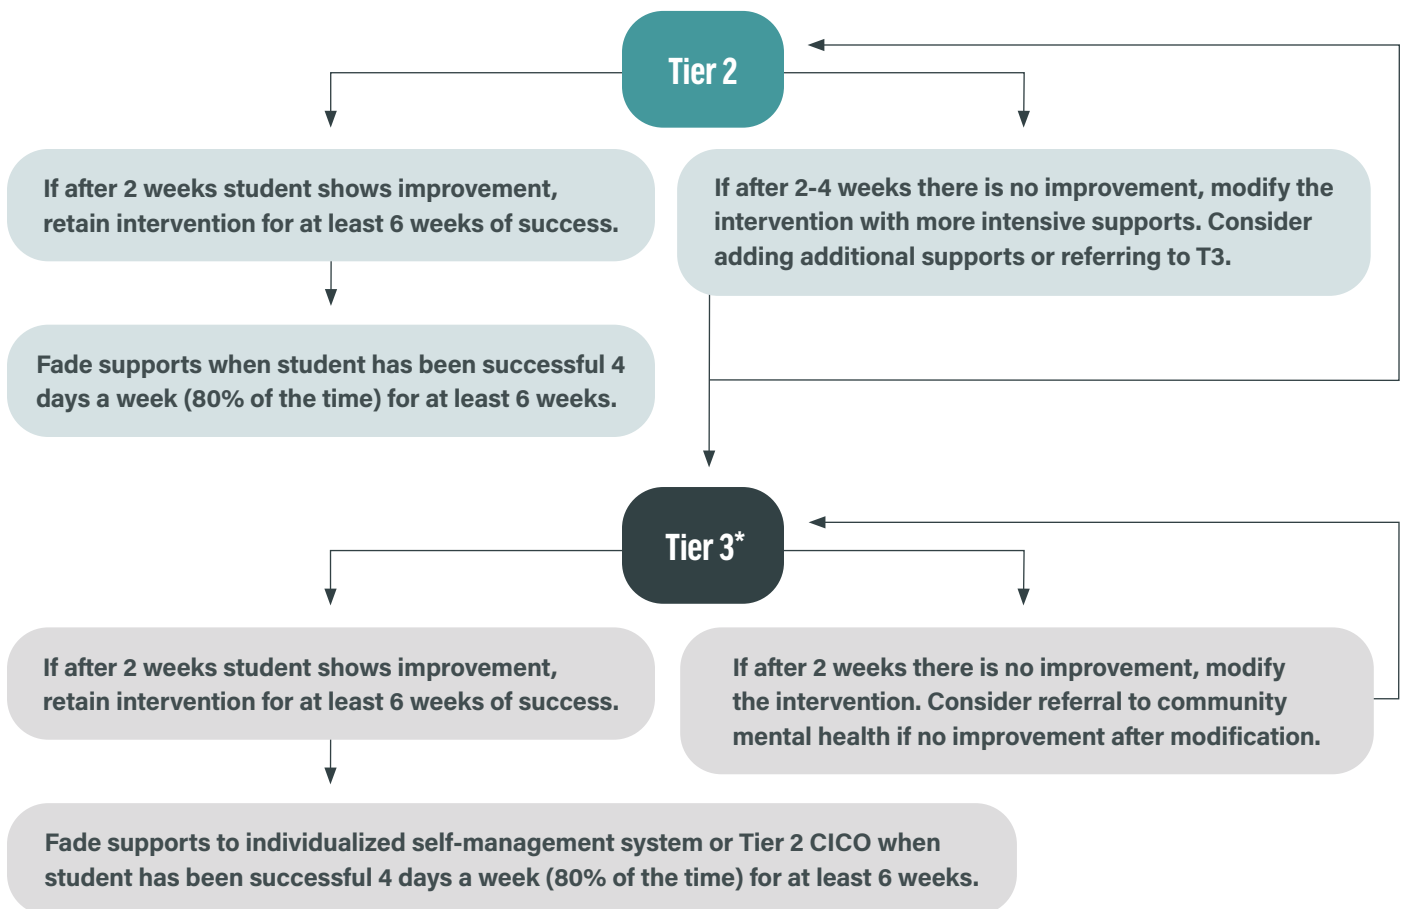 Tier 2
If after 2 weeks student shows improvement,
retain intervention for at least 6 weeks of success.
If after 2-4 weeks there is no improvement, modify the
intervention with more intensive supports. Consider
adding additional supports or referring to T3.
Fade supports when student has been successful 4
days a week (80% of the time) for at least 6 weeks.
Tier 3*
If after 2 weeks student shows improvement,
retain intervention for at least 6 weeks of success.
If after 2 weeks there is no improvement, modify
the intervention. Consider referral to community
mental health if no improvement after modification.
Fade supports to individualized self-management system or Tier 2 CICO when
student has been successful 4 days a week (80% of the time) for at least 6 weeks.